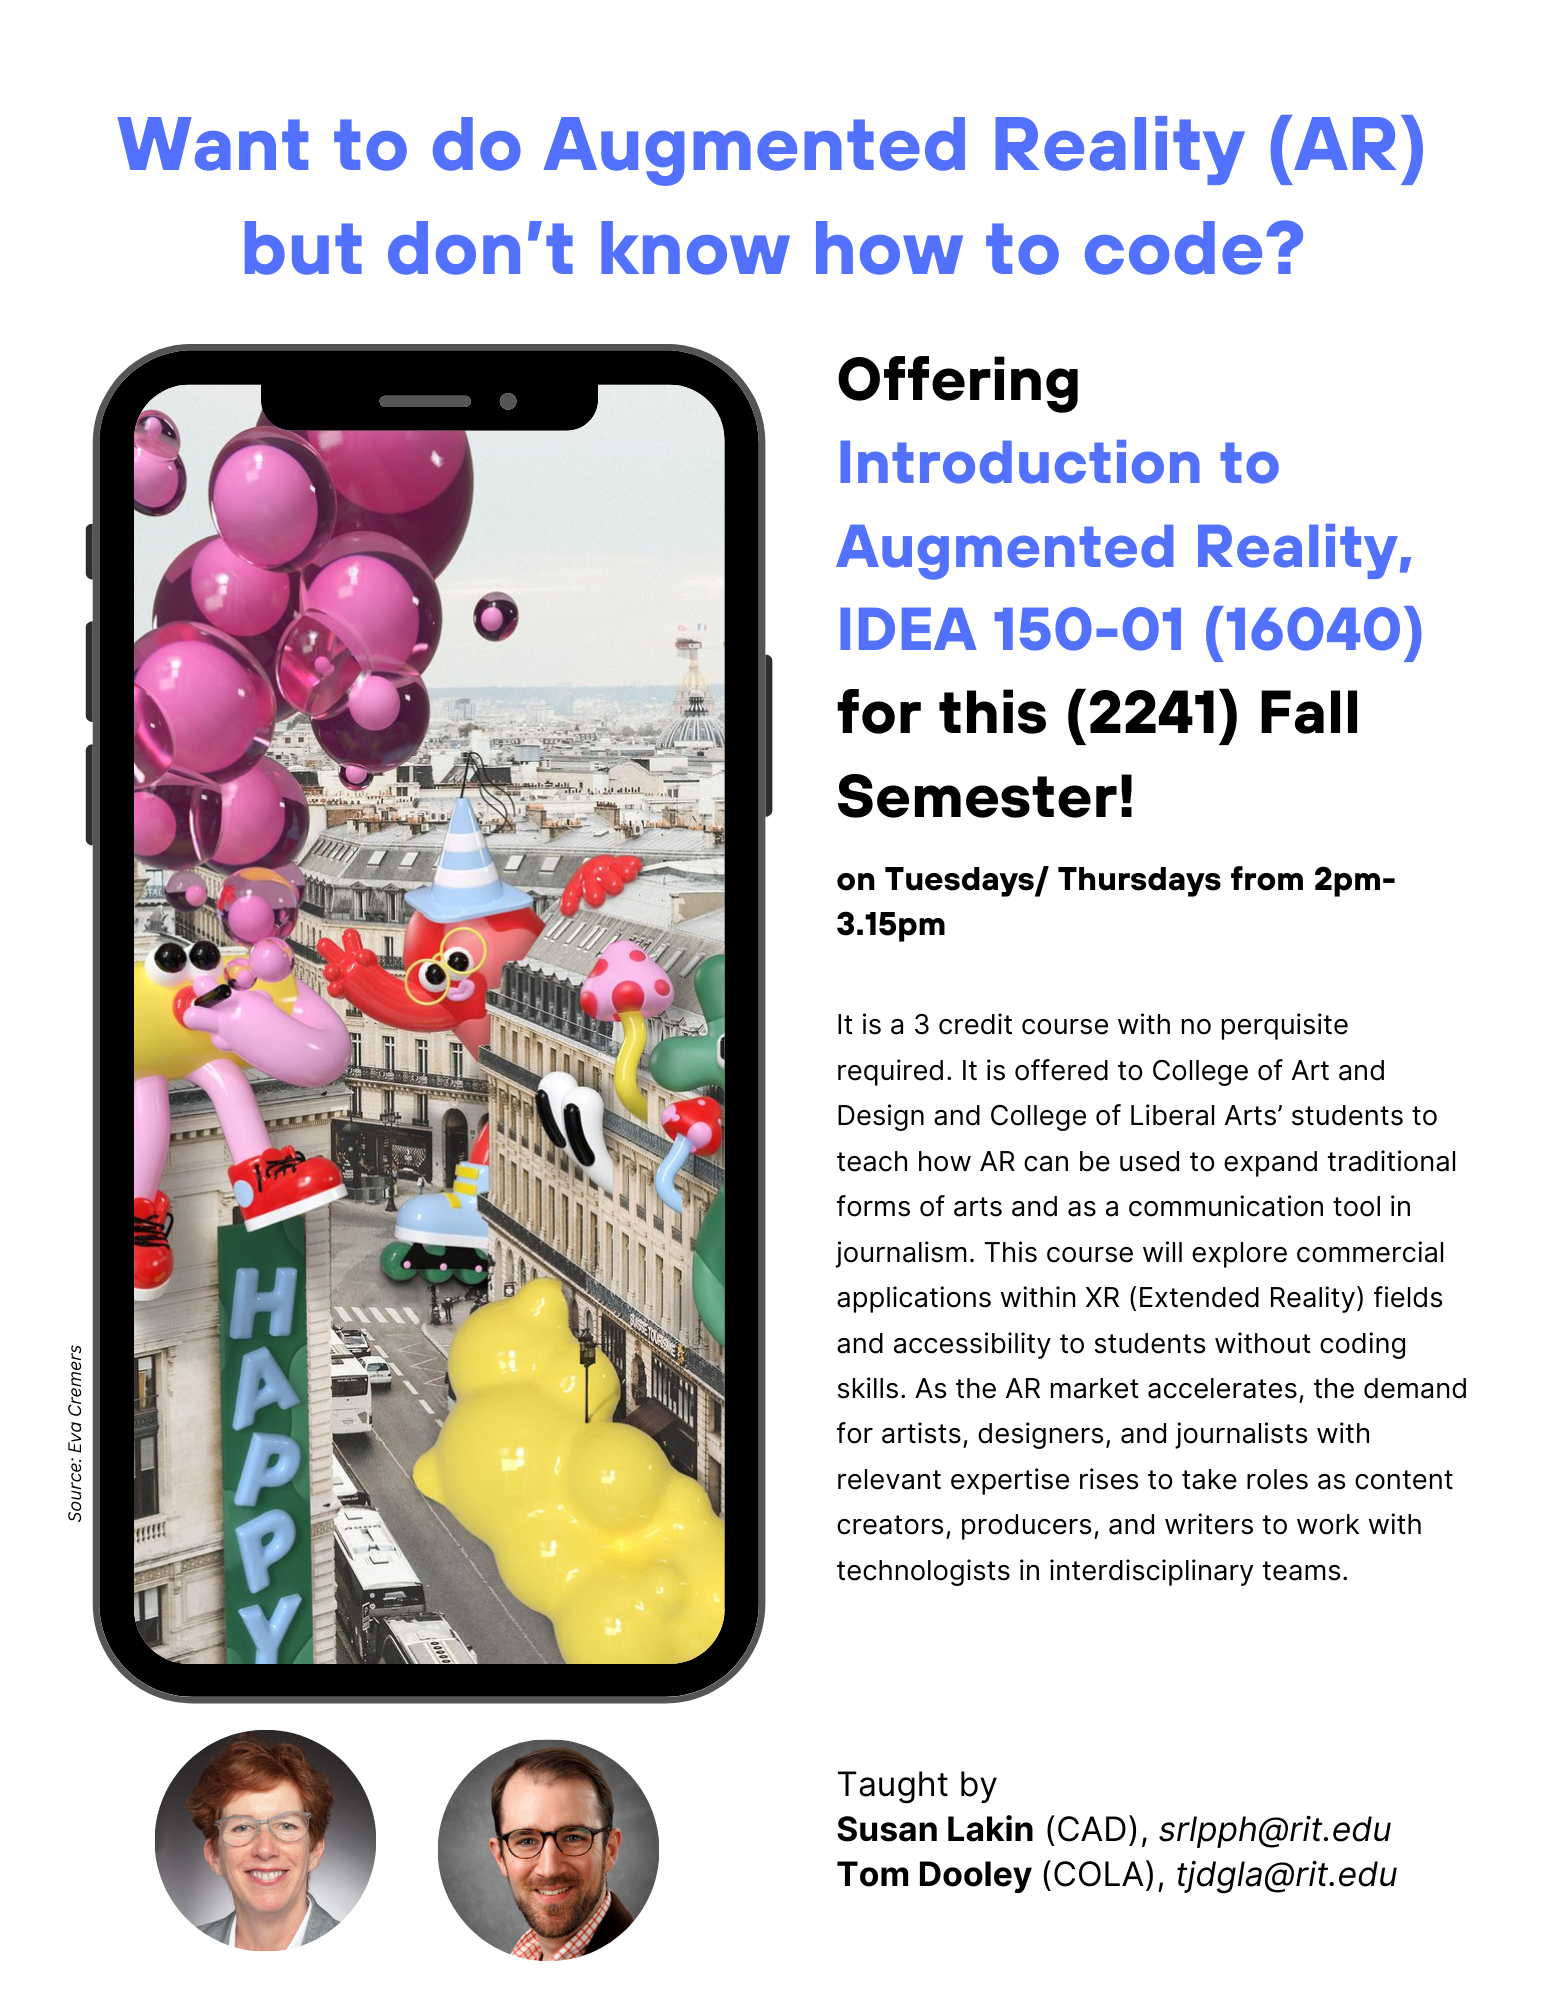 Want to do Augmented Reality (AR)
but don't know how to code?
Offering
Introduction to
Augmented Reality,
IDEA 150-01 (16040)
for this (2241) Fall
Semester!
on Tuesdays/ Thursdays from 2pm-
3.15pm
It is a 3 credit course with no perquisite
required. It is offered to College of Art and
Design and College of Liberal Arts' students to
teach how AR can be used to expand traditional
forms of arts and as a communication tool in
journalism. This course will explore commercial
applications within XR (Extended Reality) fields
and accessibility to students without coding
skills. As the AR market accelerates, the demand
for artists, designers, and journalists with
relevant expertise rises to take roles as content
creators, producers, and writers to work with
technologists in interdisciplinary teams.
HAPPY
SUISSE TOURISME
Source: Eva Cremers
Taught by
Susan Lakin (CAD), srlpph@rit.edu
Tom Dooley (COLA), tjdgla@rit.edu